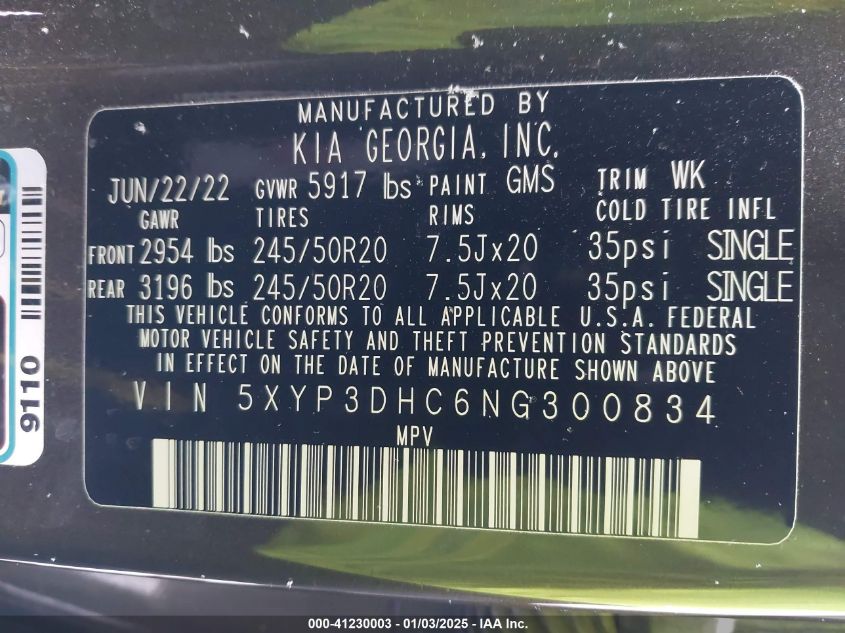 MANUFACTURED BY
KIA GEORGIA, INC.
JUN/22/22 GVWR 5917 lbs PAINT GMS TRIM WK
GAWR TIRES RIMS COLD TIRE INFL
FRONT 2954 lbs 245/50R20 7.5Jx20 35psi SINGLE
REAR 3196 lbs 245/50R20 7.5Jx20 35psi SINGLE
THIS VEHICLE CONFORMS TO ALL APPLICABLE U.S.A. FEDERAL
MOTOR VEHICLE SAFETY AND THEFT PREVENTION STANDARDS
IN EFFECT ON THE DATE OF MANUFACTURE SHOWN ABOVE
VIN 5XYP3DHC6NG300834
MPV
9110
000-41230003 - 01/03/2025 - IAA Inc.